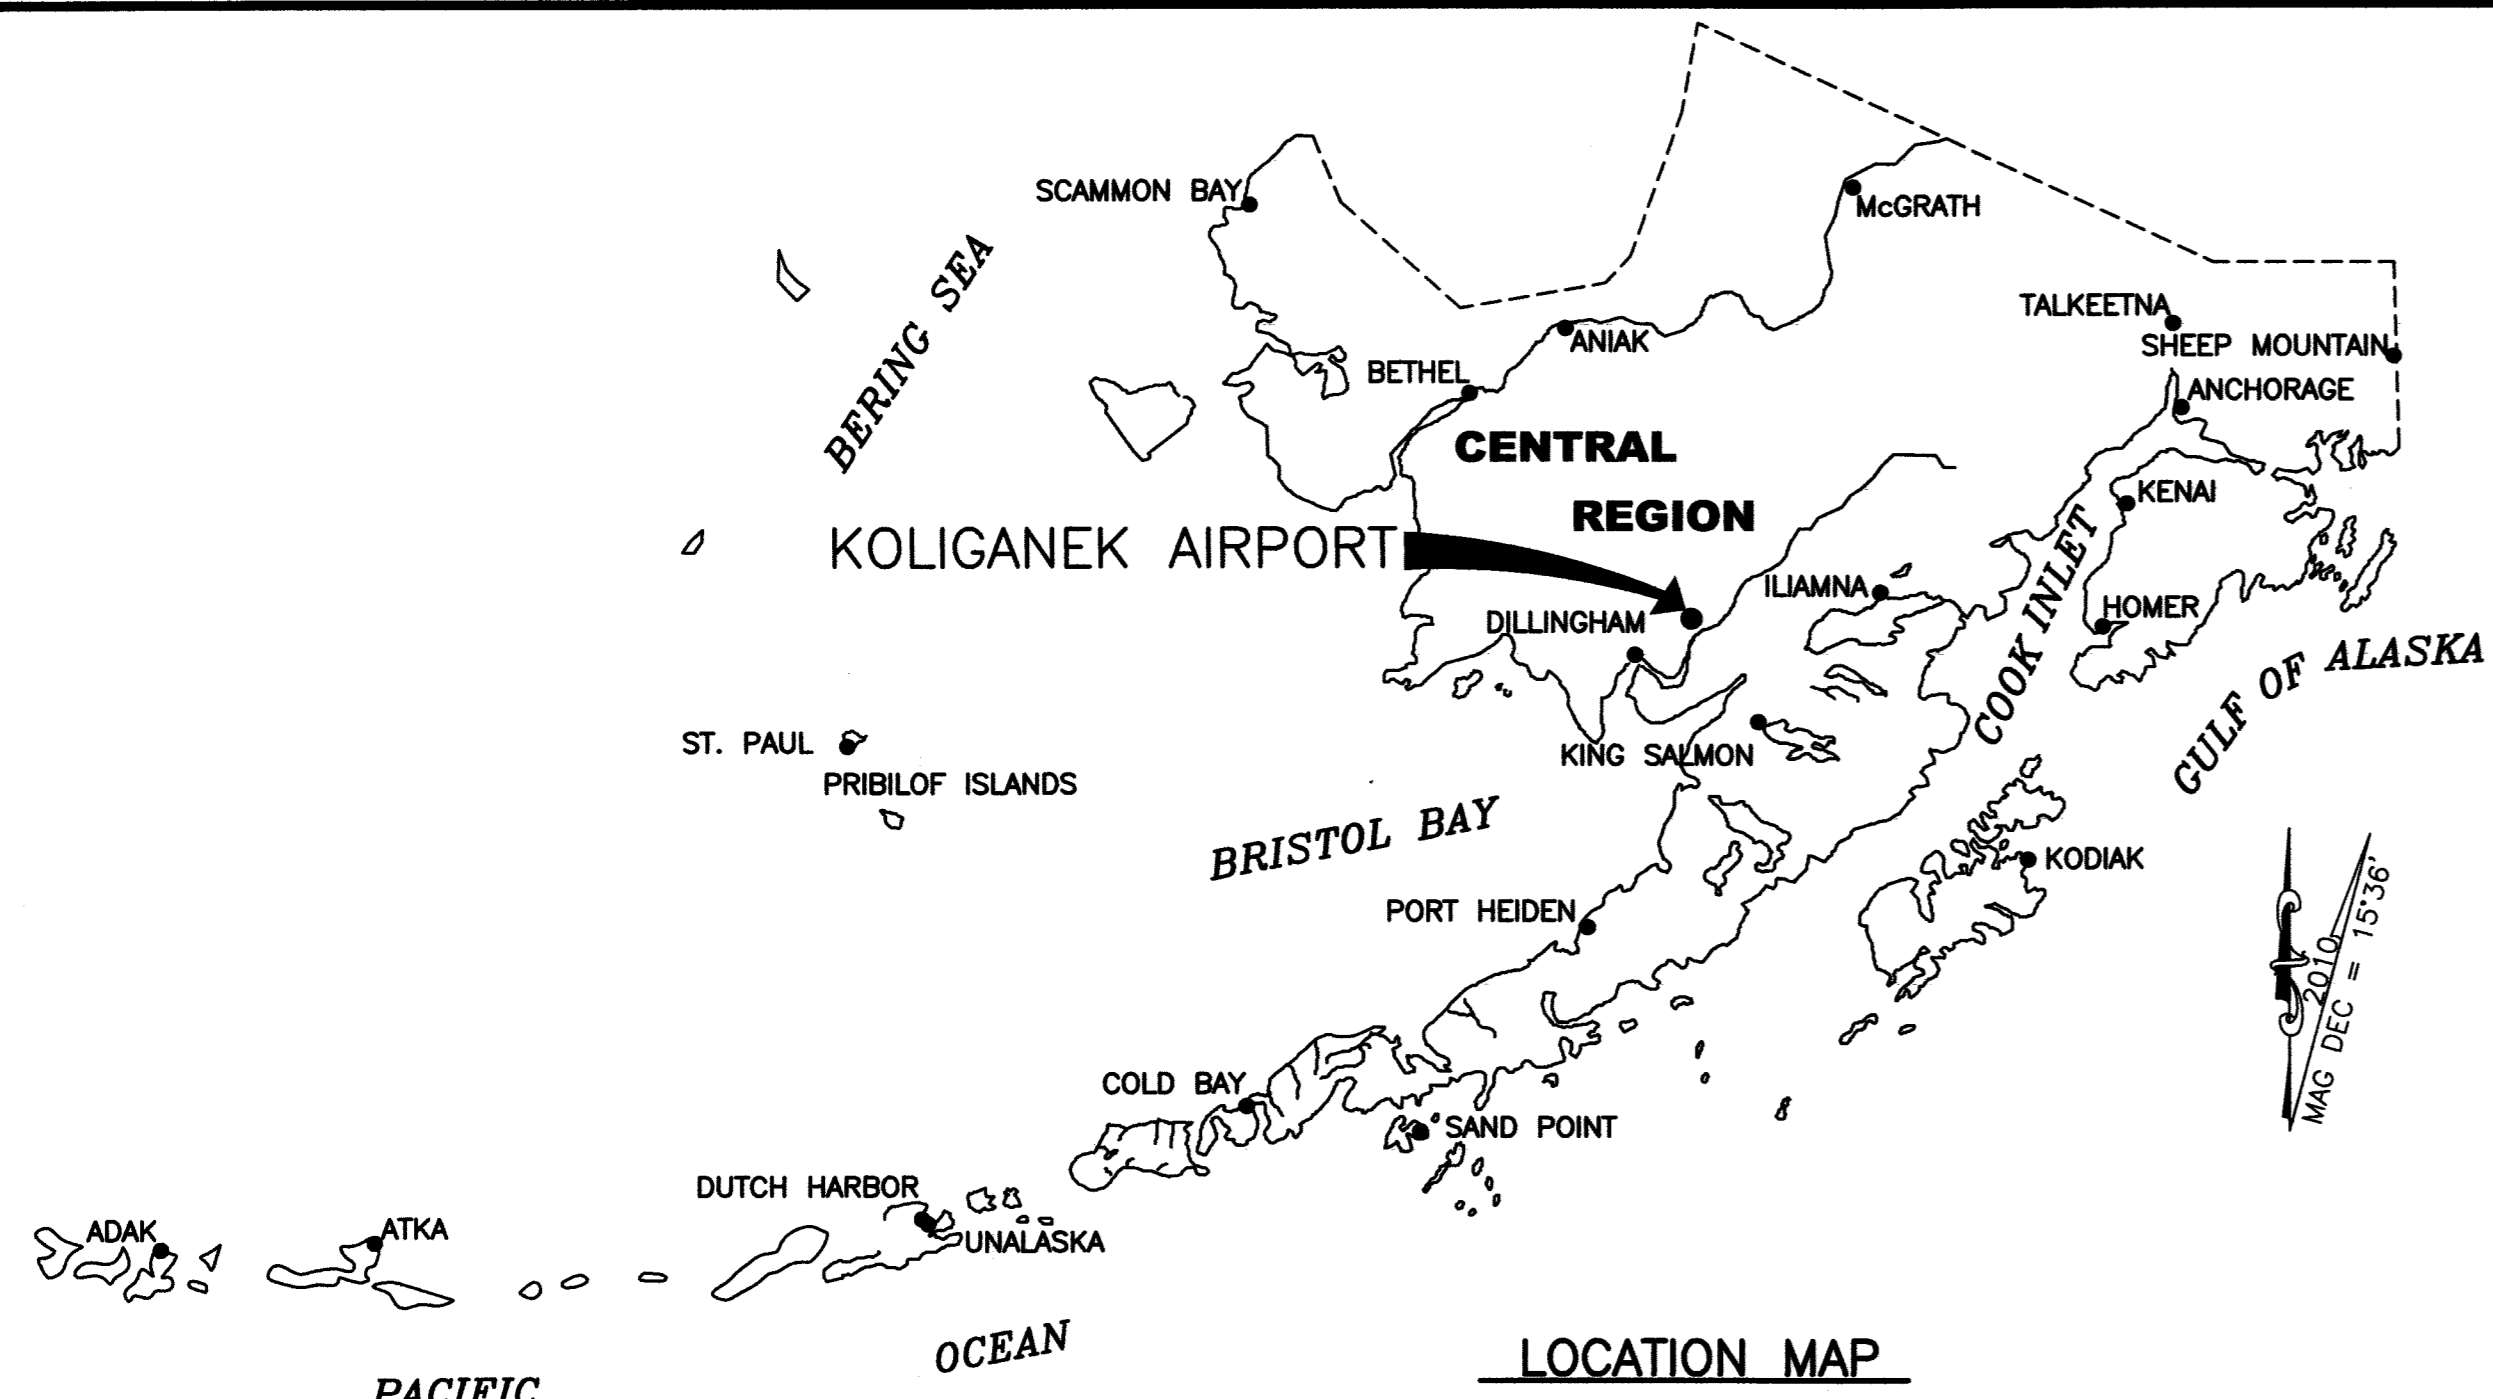 SCAMMON BAY
McGRATH
BERING SEA
TALKEETNA
SHEEP MOUNTAIN
ANIAK
BETHEL
ANCHORAGE
CENTRAL
REGION
KENAI
KOLIGANEK AIRPORT
ILIAMNA
DILLINGHAM
HOMER
COOK INLET
GULF OF ALASKA
ST. PAUL
KING SALMON
PRIBILOF ISLANDS
BRISTOL BAY
KODIAK
PORT HEIDEN
2010
MAG DEC = 15°36'
COLD BAY
SAND POINT
DUTCH HARBOR
ADAK
ATKA
UNALASKA
OCEAN
LOCATION MAP
PACIFIC